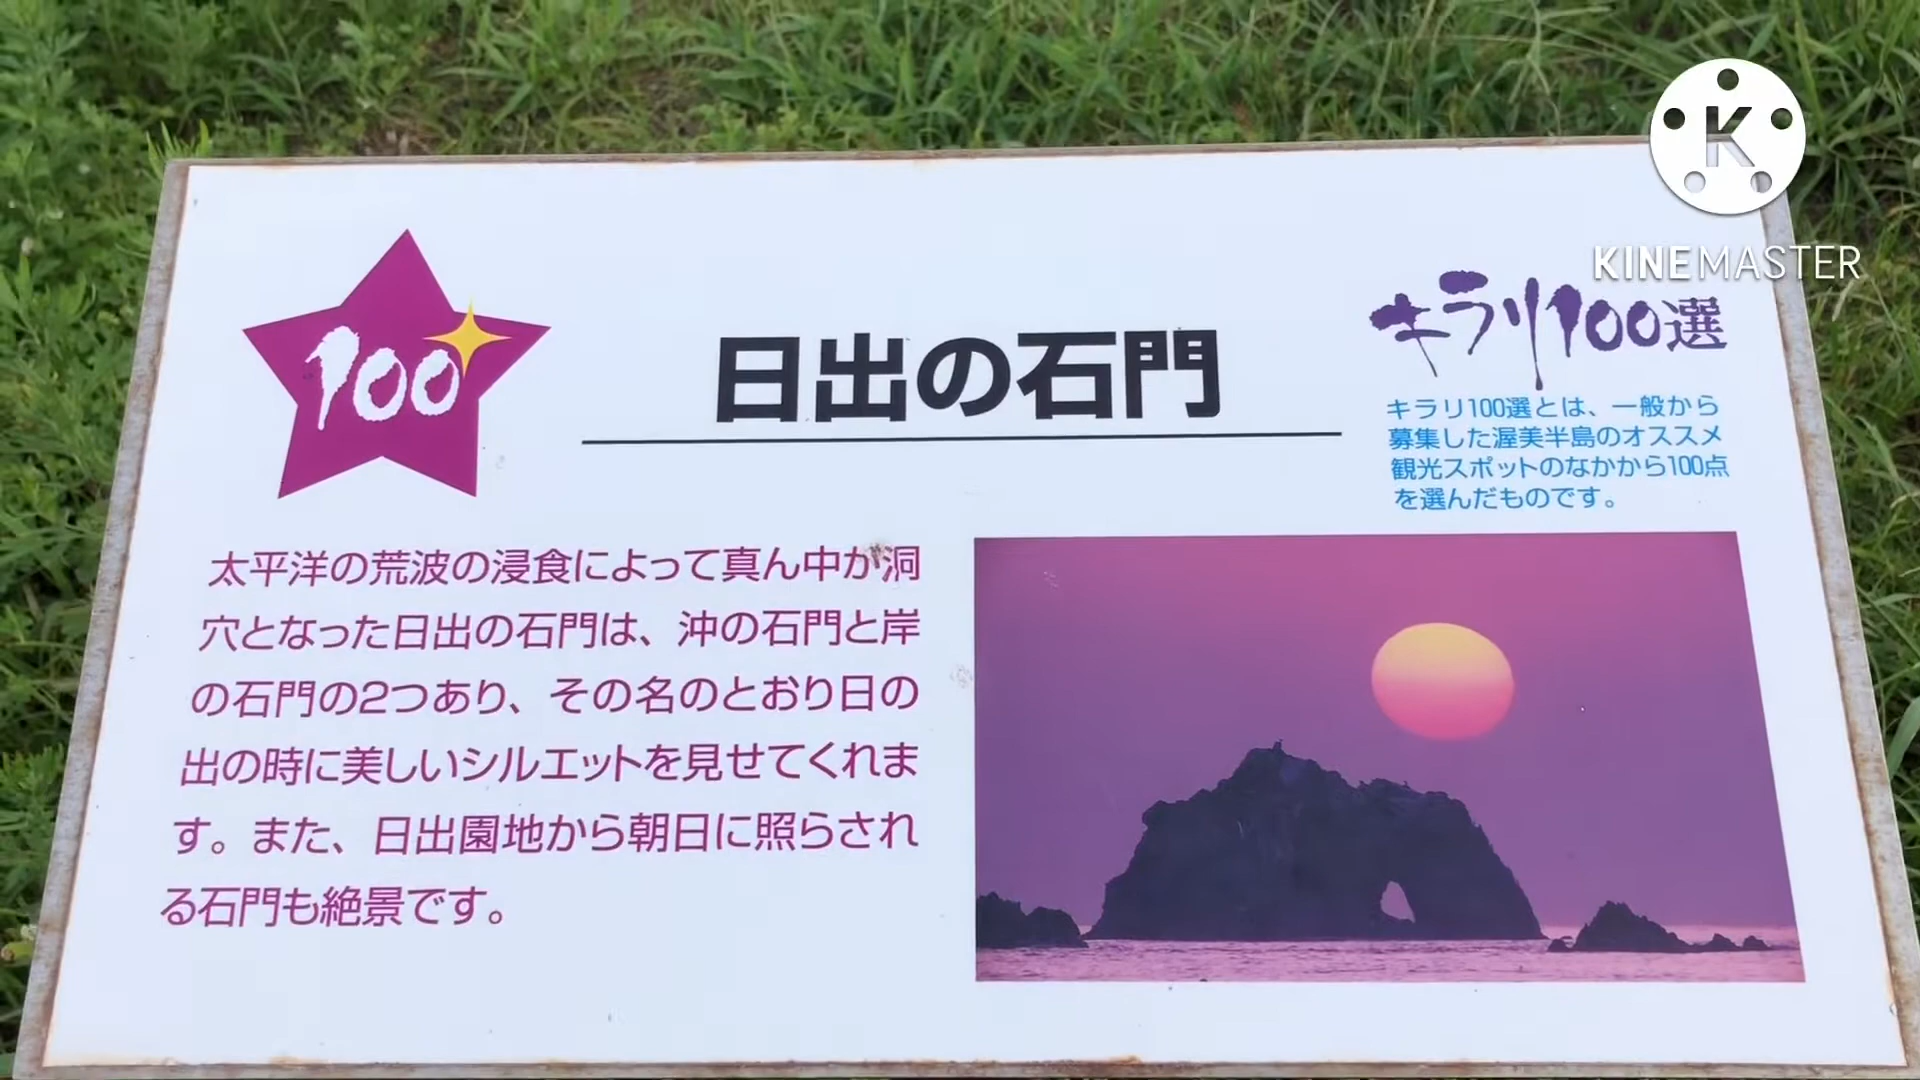 KINEMASTER
100
日出の石門
キラリ100選
キラリ100選とは、一般から
募集した渥美半島のオススメ
観光スポットのなかから100点
を選んだものです。
太平洋の荒波の浸食によって真ん中が洞
穴となった日出の石門は、沖の石門と岸
の石門の2つあり、その名のとおり日の
出の時に美しいシルエットを見せてくれま
す。また、日出園地から朝日に照らされ
る石門も絶景です。